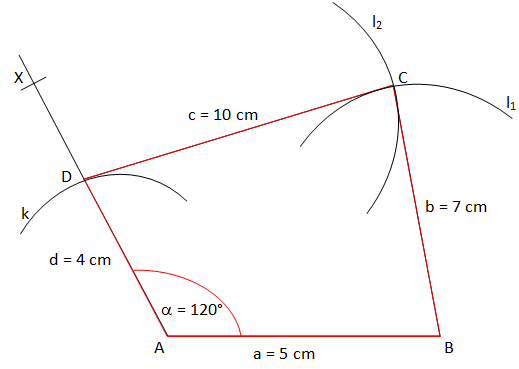 l₂
X
C
l₁
c = 10 cm
D
k
b = 7 cm
d = 4 cm
α = 120°
A
B
a = 5 cm